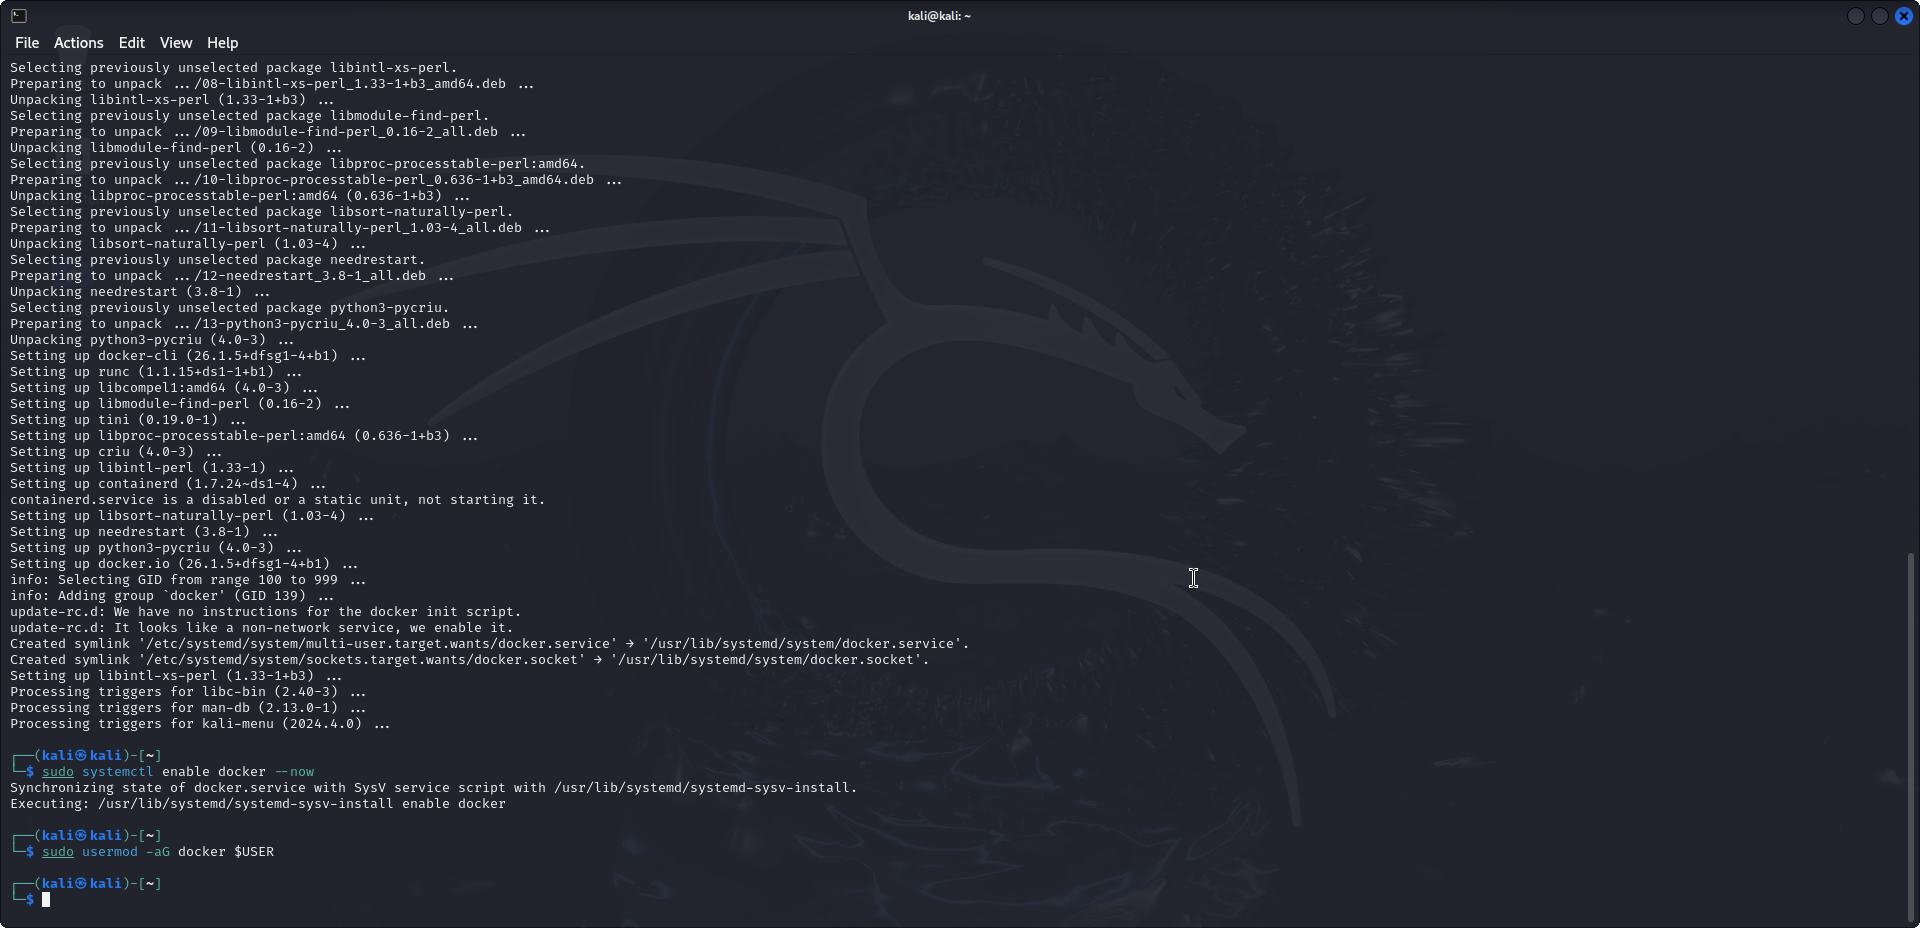 kali@kali: ~
File Actions Edit View Help
Selecting previously unselected package libintl-xs-perl.
Preparing to unpack .../08-libintl-xs-perl_1.33-1+b3_amd64.deb ...
Unpacking libintl-xs-perl (1.33-1+b3) ...
Selecting previously unselected package libmodule-find-perl.
Preparing to unpack .../09-libmodule-find-perl_0.16-2_all.deb ...
Unpacking libmodule-find-perl (0.16-2) ...
Selecting previously unselected package libproc-processtable-perl:amd64.
Preparing to unpack .../10-libproc-processtable-perl_0.636-1+b3_amd64.deb ...
Unpacking libproc-processtable-perl:amd64 (0.636-1+b3) ...
Selecting previously unselected package libsort-naturally-perl.
Preparing to unpack .../11-libsort-naturally-perl_1.03-4_all.deb ...
Unpacking libsort-naturally-perl (1.03-4) ...
Selecting previously unselected package needrestart.
Preparing to unpack .../12-needrestart_3.8-1_all.deb ...
Unpacking needrestart (3.8-1) ...
Selecting previously unselected package python3-pycriu.
Preparing to unpack .../13-python3-pycriu_4.0-3_all.deb ...
Unpacking python3-pycriu (4.0-3) ...
Setting up docker-cli (26.1.5+dfsg1-4+b1) ...
Setting up runc (1.1.15+ds1-1+b1) ...
Setting up libcompel1:amd64 (4.0-3) ...
Setting up libmodule-find-perl (0.16-2) ...
Setting up tini (0.19.0-1) ...
Setting up libproc-processtable-perl:amd64 (0.636-1+b3) ...
Setting up criu (4.0-3) ...
Setting up libintl-perl (1.33-1) ...
Setting up containerd (1.7.24~ds1-4) ...
containerd.service is a disabled or a static unit, not starting it.
Setting up libsort-naturally-perl (1.03-4) ...
Setting up needrestart (3.8-1) ...
Setting up python3-pycriu (4.0-3) ...
Setting up docker.io (26.1.5+dfsg1-4+b1) ...
info: Selecting GID from range 100 to 999 ...
info: Adding group `docker' (GID 139) ...
update-rc.d: We have no instructions for the docker init script.
update-rc.d: It looks like a non-network service, we enable it.
Created symlink '/etc/systemd/system/multi-user.target.wants/docker.service' → '/usr/lib/systemd/system/docker.service'.
Created symlink '/etc/systemd/system/sockets.target.wants/docker.socket' → '/usr/lib/systemd/system/docker.socket'.
Setting up libintl-xs-perl (1.33-1+b3) ...
Processing triggers for libc-bin (2.40-3) ...
Processing triggers for man-db (2.13.0-1) ...
Processing triggers for kali-menu (2024.4.0) ...
┌──(kali㉿kali)-[~]
└─$ sudo systemctl enable docker --now
Synchronizing state of docker.service with SysV service script with /usr/lib/systemd/systemd-sysv-install.
Executing: /usr/lib/systemd/systemd-sysv-install enable docker
┌──(kali㉿kali)-[~]
└─$ sudo usermod -aG docker $USER
┌──(kali㉿kali)-[~]
└─$